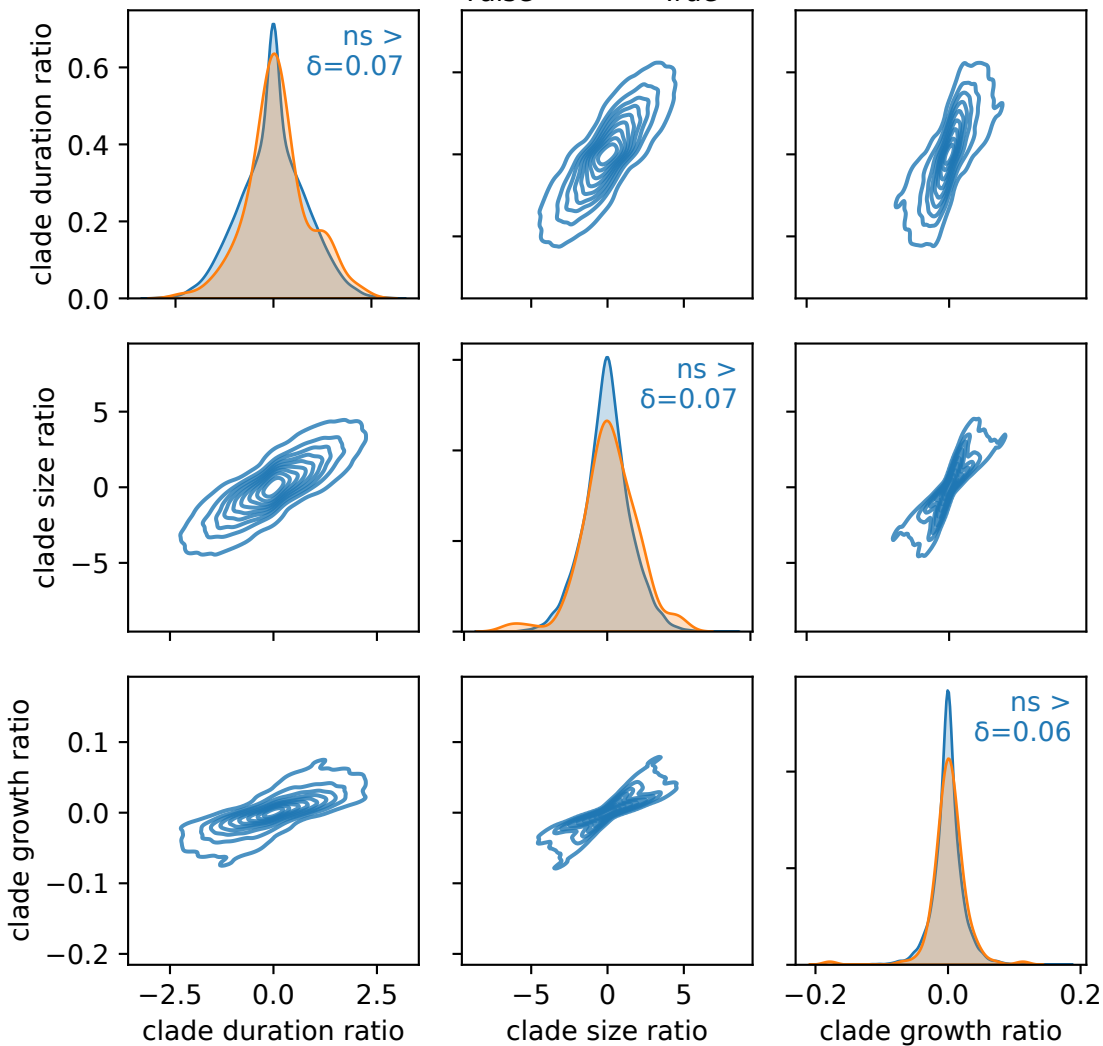 False True
clade duration ratio
0.6
0.4
0.2
0.0
ns >
δ=0.07
clade size ratio
5
0
−5
ns >
δ=0.07
clade growth ratio
0.1
0.0
−0.1
−0.2
ns >
δ=0.06
−2.5 0.0 2.5
−5 0 5
−0.2 0.0 0.2
clade duration ratio
clade size ratio
clade growth ratio